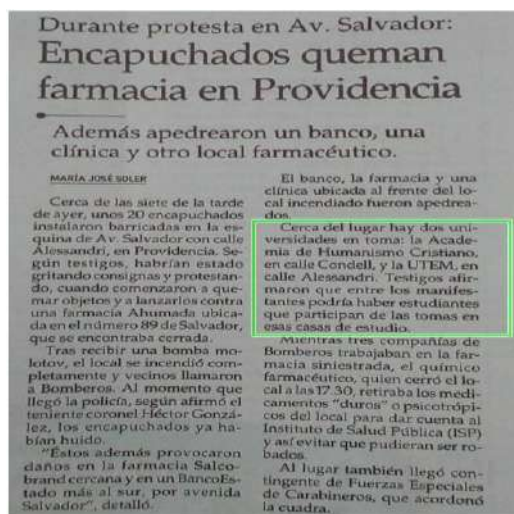 Durante protesta en Av. Salvador:
Encapuchados queman
farmacia en Providencia
Además apedrearon un banco, una
clínica y otro local farmacéutico.
MARÍA JOSÉ SOLER
Cerca de las siete de la tarde
de ayer, unos 20 encapuchados
instalaron barricadas en la es-
quina de Av. Salvador con calle
Alessandri, en Providencia. Se-
gún testigos, habrían estado
gritando consignas y protestan-
do, cuando comenzaron a que-
mar objetos y a lanzarlos contra
una farmacia Ahumada ubica-
da en el número 89 de Salvador,
que se encontraba cerrada.
Tras recibir una bomba mo-
lotov, el local se incendió com-
pletamente y vecinos llamaron
a Bomberos. Al momento que
llegó la policía, según afirmó el
teniente coronel Héctor Gonzá-
lez, los encapuchados ya ha-
bían huido.
"Éstos además provocaron
daños en la farmacia Salco-
brand cercana y en un BancoEs-
tado más al sur, por avenida
Salvador", detalló.
El banco, la farmacia y una
clínica ubicada al frente del lo-
cal incendiado fueron apedrea-
dos.
Cerca del lugar hay dos uni-
versidades en toma: la Acade-
mia de Humanismo Cristiano,
en calle Condell, y la UTEM, en
calle Alessandri. Testigos afir-
maron que entre los manifes-
tantes podría haber estudiantes
que participan de las tomas en
esas casas de estudio.
Mientras tres compañías de
Bomberos trabajaban en la far-
macia siniestrada, el químico
farmacéutico, quien cerró el lo-
cal a las 17.30, retiraba los medi-
camentos "duros" o psicotrópi-
cos del local para dar cuenta al
Instituto de Salud Pública (ISP)
y así evitar que pudieran ser ro-
bados.
Al lugar también llegó con-
tingente de Fuerzas Especiales
de Carabineros, que acordonó
la cuadra.